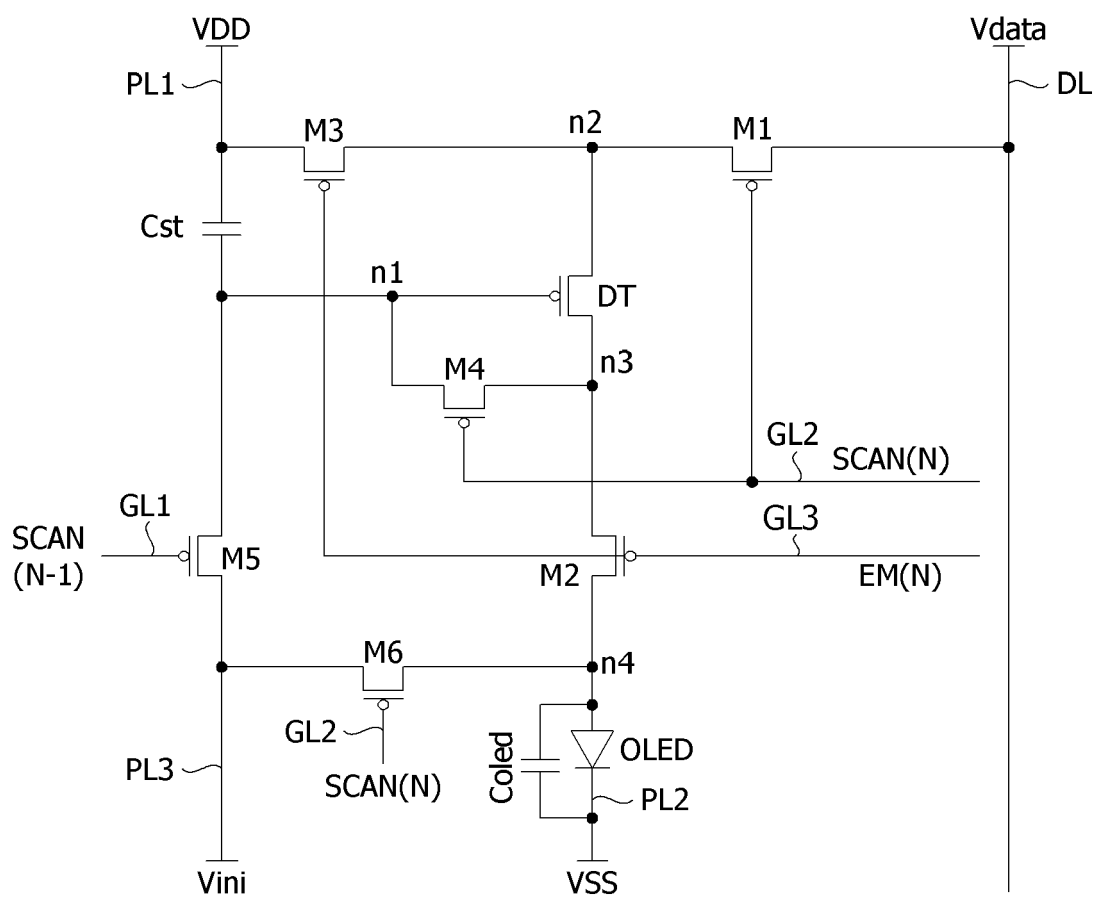 VDD
Vdata
PL1
DL
M3
n2
M1
Cst
n1
DT
M4
n3
GL2
SCAN(N)
GL1
GL3
SCAN
(N-1)
M5
M2
EM(N)
M6
n4
GL2
Coled
OLED
PL3
SCAN(N)
PL2
Vini
VSS